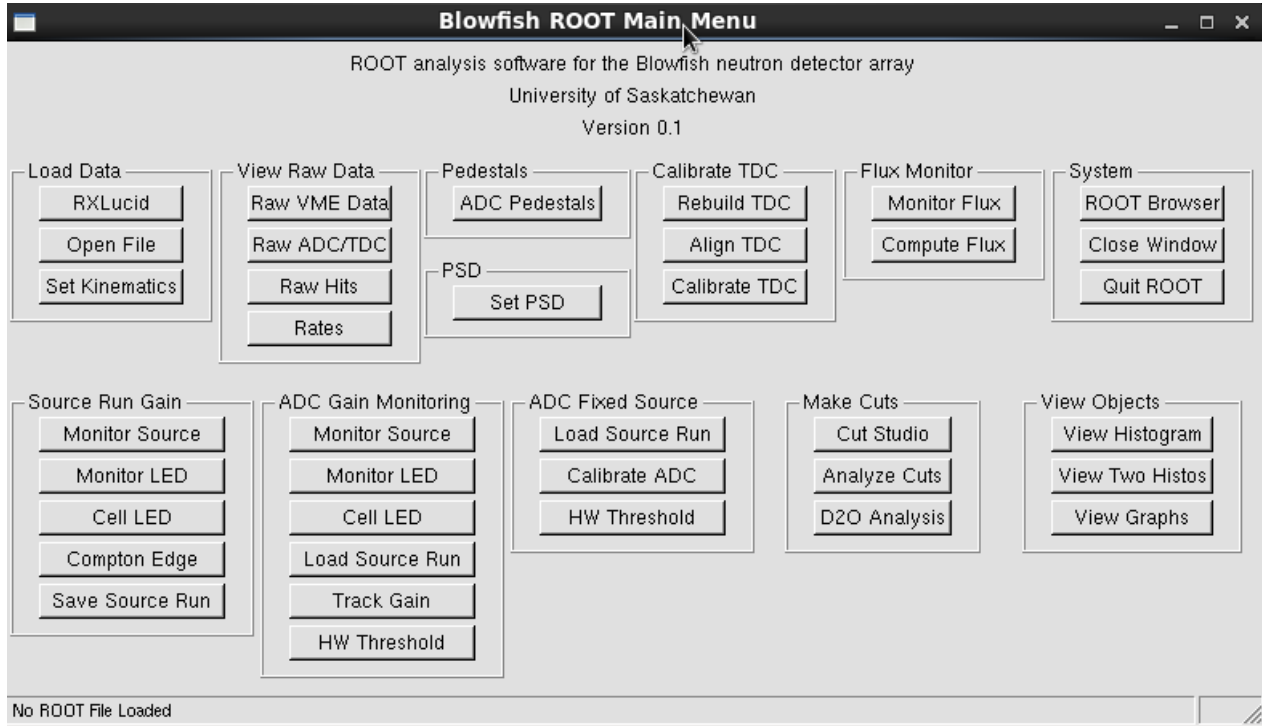 Blowfish ROOT Main Menu
ROOT analysis software for the Blowfish neutron detector array
University of Saskatchewan
Version 0.1
Load Data
RXLucid
Open File
Set Kinematics
View Raw Data
Raw VME Data
Raw ADC/TDC
Raw Hits
Rates
Pedestals
ADC Pedestals
PSD
Set PSD
Calibrate TDC
Rebuild TDC
Align TDC
Calibrate TDC
Flux Monitor
Monitor Flux
Compute Flux
System
ROOT Browser
Close Window
Quit ROOT
Source Run Gain
Monitor Source
Monitor LED
Cell LED
Compton Edge
Save Source Run
ADC Gain Monitoring
Monitor Source
Monitor LED
Cell LED
Load Source Run
Track Gain
HW Threshold
ADC Fixed Source
Load Source Run
Calibrate ADC
HW Threshold
Make Cuts
Cut Studio
Analyze Cuts
D2O Analysis
View Objects
View Histogram
View Two Histos
View Graphs
No ROOT File Loaded